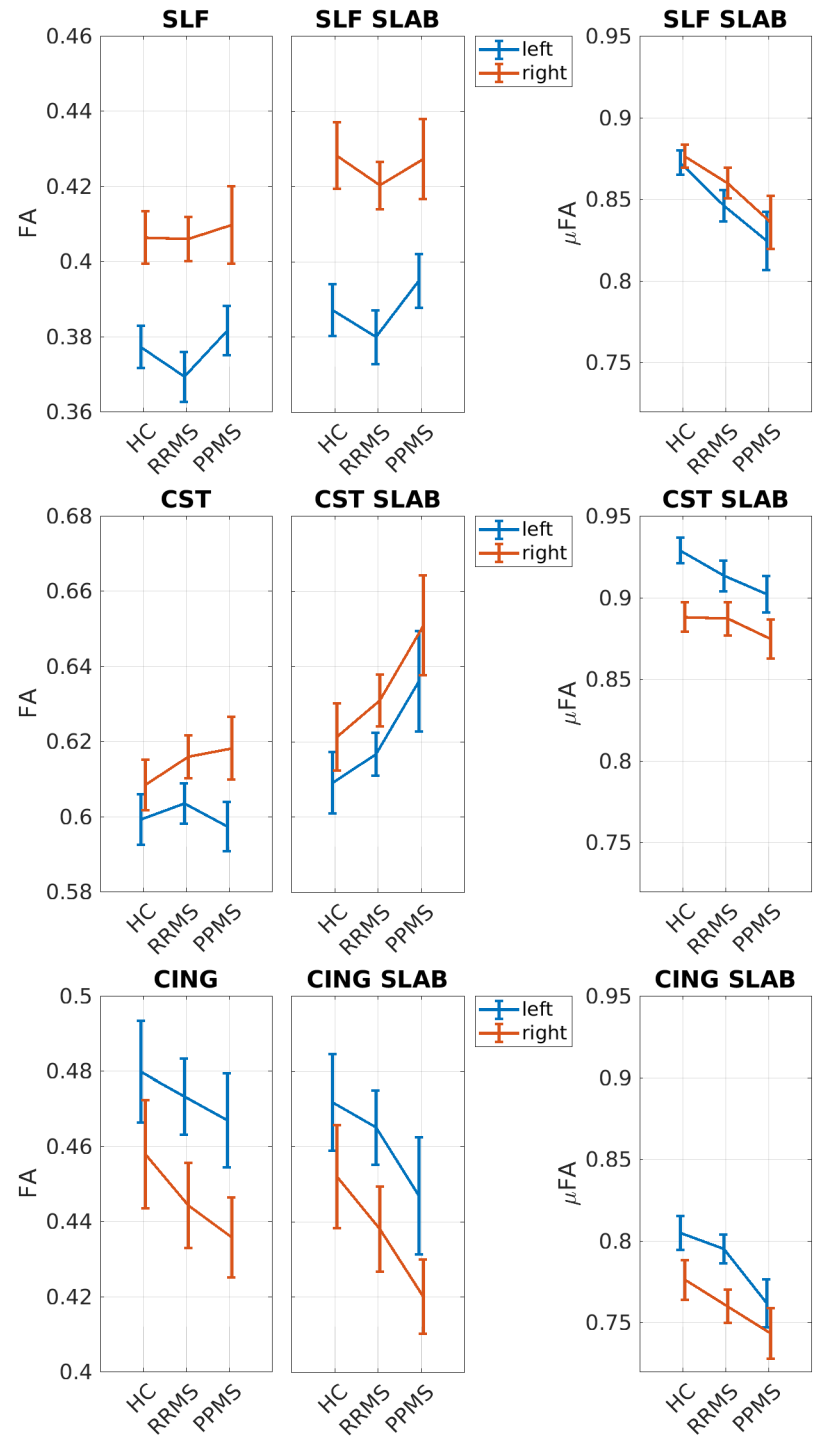 SLF
SLF SLAB
SLF SLAB
0.46
0.44
0.42
0.4
0.38
0.36
FA
HC
RRMS
PPMS
HC
RRMS
PPMS
left
right
0.95
0.9
0.85
0.8
0.75
μFA
HC
RRMS
PPMS
CST
CST SLAB
CST SLAB
0.68
0.66
0.64
0.62
0.6
0.58
FA
HC
RRMS
PPMS
HC
RRMS
PPMS
left
right
0.95
0.9
0.85
0.8
0.75
μFA
HC
RRMS
PPMS
CING
CING SLAB
CING SLAB
0.5
0.48
0.46
0.44
0.42
0.4
FA
HC
RRMS
PPMS
HC
RRMS
PPMS
left
right
0.95
0.9
0.85
0.8
0.75
μFA
HC
RRMS
PPMS